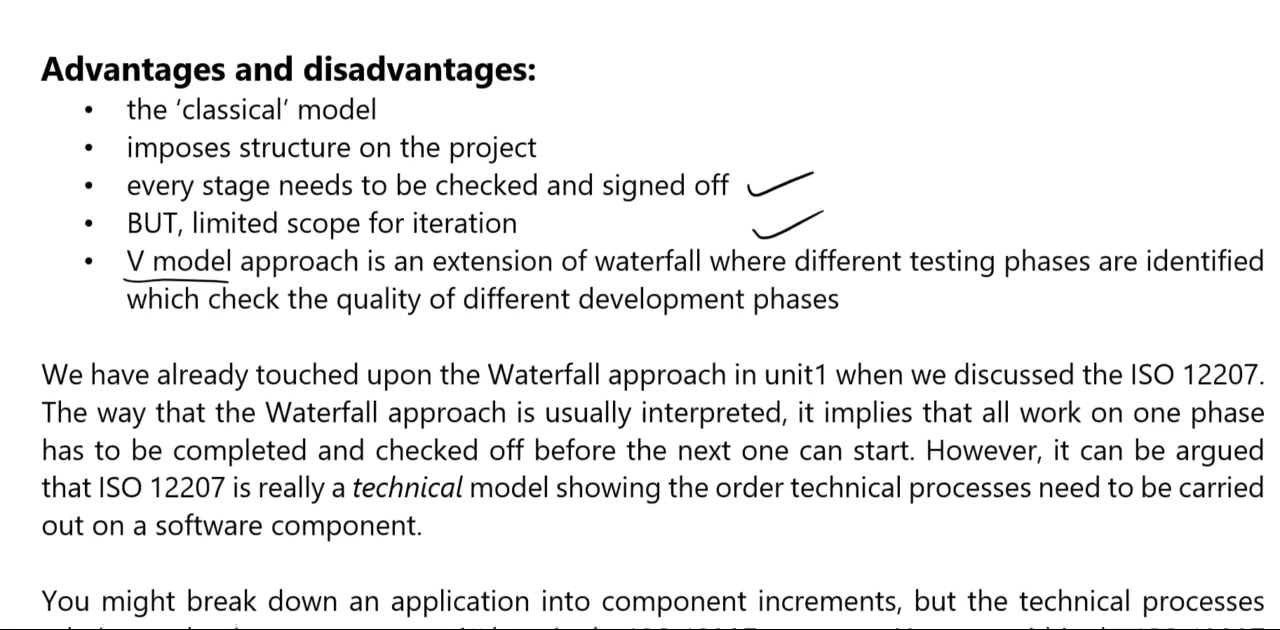 Advantages and disadvantages:
• the ‘classical’ model
• imposes structure on the project
• every stage needs to be checked and signed off
• BUT, limited scope for iteration
• V model approach is an extension of waterfall where different testing phases are identified
which check the quality of different development phases
We have already touched upon the Waterfall approach in unit1 when we discussed the ISO 12207.
The way that the Waterfall approach is usually interpreted, it implies that all work on one phase
has to be completed and checked off before the next one can start. However, it can be argued
that ISO 12207 is really a technical model showing the order technical processes need to be carried
out on a software component.
You might break down an application into component increments, but the technical processes